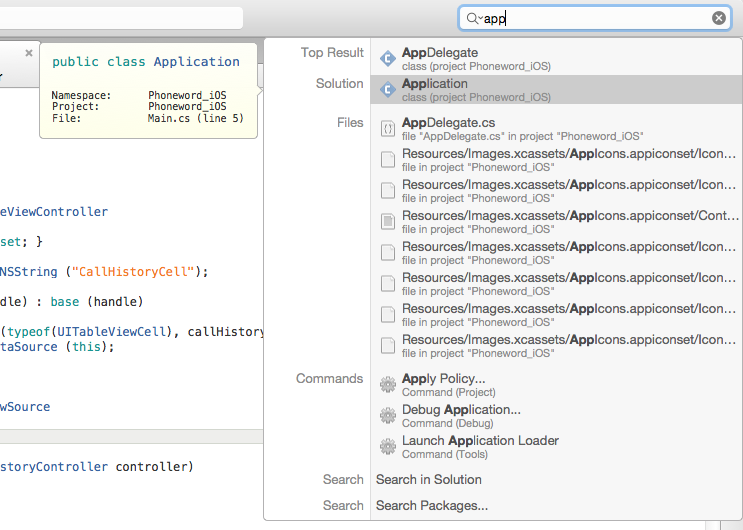 app
public class Application
Namespace: Phoneword_iOS
Project: Phoneword_iOS
File: Main.cs (line 5)
eViewController
set; }
NSString ("CallHistoryCell");
dle) : base (handle)
(typeof(UITableViewCell), callHistory
taSource (this);
wSource
storyController controller)
Top Result
AppDelegate
class (project Phoneword_iOS)
Solution
Application
class (project Phoneword_iOS)
Files
AppDelegate.cs
file "AppDelegate.cs" in project "Phoneword_iOS"
Resources/Images.xcassets/AppIcons.appiconset/Icon...
file in project "Phoneword_iOS"
Resources/Images.xcassets/AppIcons.appiconset/Icon...
file in project "Phoneword_iOS"
Resources/Images.xcassets/AppIcons.appiconset/Cont...
file in project "Phoneword_iOS"
Resources/Images.xcassets/AppIcons.appiconset/Icon...
file in project "Phoneword_iOS"
Resources/Images.xcassets/AppIcons.appiconset/Icon...
file in project "Phoneword_iOS"
Resources/Images.xcassets/AppIcons.appiconset/Icon...
file in project "Phoneword_iOS"
Resources/Images.xcassets/AppIcons.appiconset/Icon...
file in project "Phoneword_iOS"
Commands
Apply Policy...
Command (Project)
Debug Application...
Command (Debug)
Launch Application Loader
Command (Tools)
Search Search in Solution
Search Search Packages...